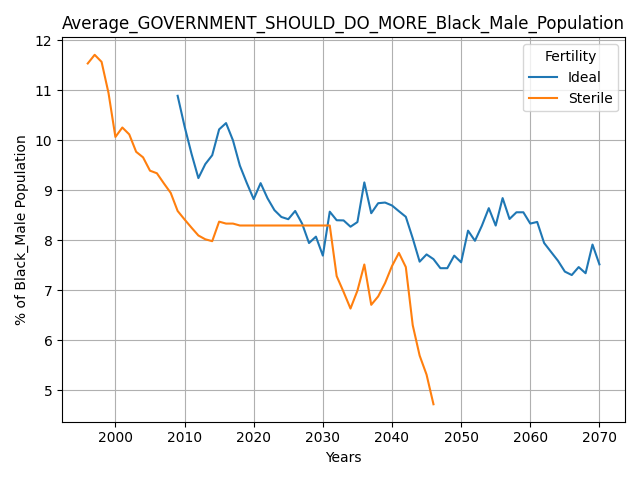 Average_GOVERNMENT_SHOULD_DO_MORE_Black_Male_Population
Fertility
Ideal
Sterile
% of Black_Male Population
12
11
10
9
8
7
6
5
2000 2010 2020 2030 2040 2050 2060 2070
Years